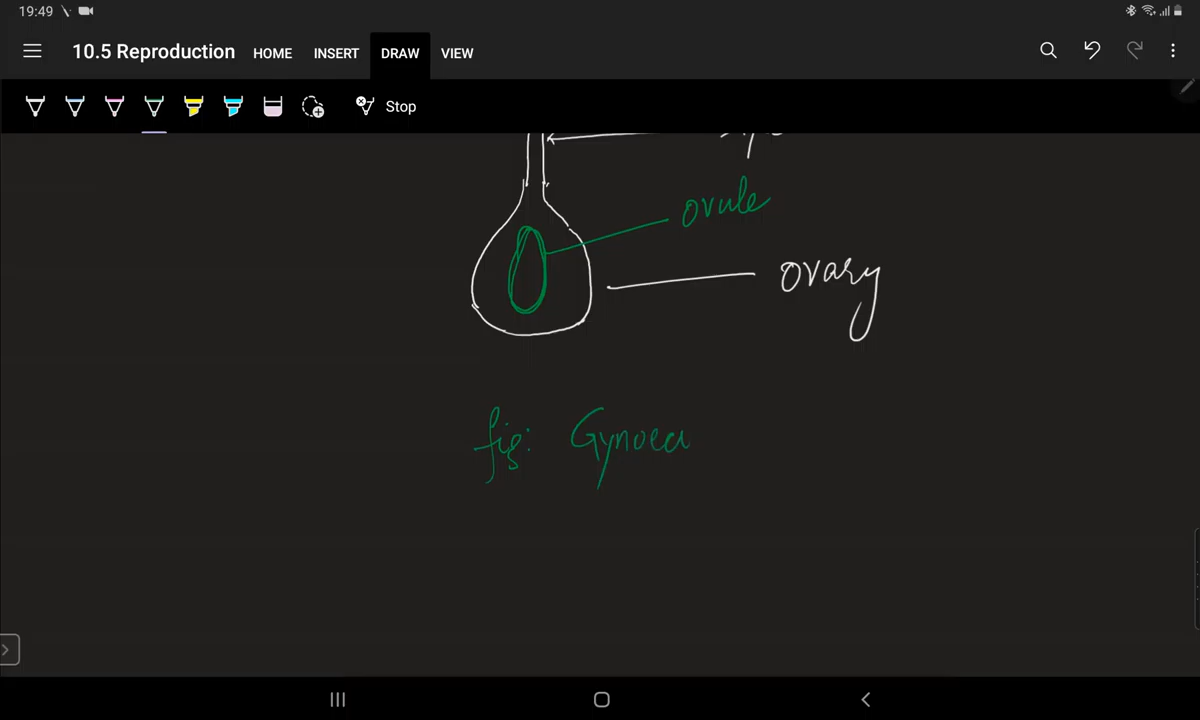 19:49
10.5 Reproduction HOME INSERT DRAW VIEW
Stop
ovule
ovary
fig: Gynoeci